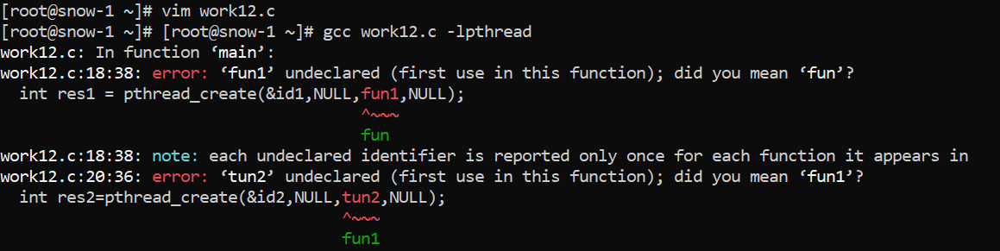 [root@snow-1 ~]# vim work12.c
[root@snow-1 ~]# [root@snow-1 ~]# gcc work12.c -lpthread
work12.c: In function ‘main’:
work12.c:18:38: error: ‘fun1’ undeclared (first use in this function); did you mean ‘fun’?
  int res1 = pthread_create(&id1,NULL,fun1,NULL);
                                      ^~~~
                                      fun
work12.c:18:38: note: each undeclared identifier is reported only once for each function it appears in
work12.c:20:36: error: ‘tun2’ undeclared (first use in this function); did you mean ‘fun1’?
  int res2=pthread_create(&id2,NULL,tun2,NULL);
                                    ^~~~
                                    fun1